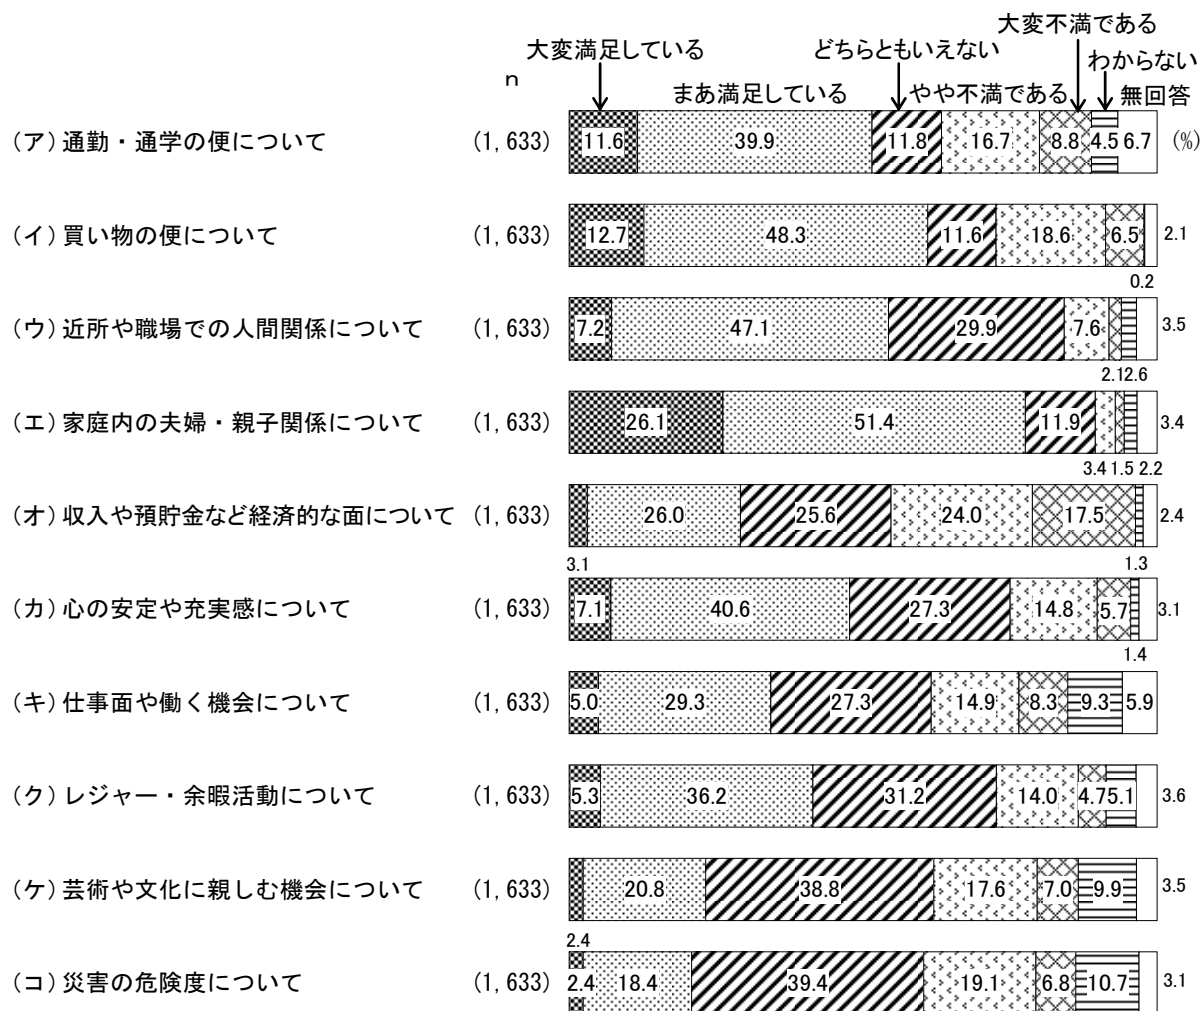 大変不満である
大変満足している どちらともいえない わからない
n まあ満足している やや不満である 無回答
(ア) 通勤・通学の便について (1,633) 11.6 39.9 11.8 16.7 8.8 4.5 6.7 (%)
(イ) 買い物の便について (1,633) 12.7 48.3 11.6 18.6 6.5 2.1
0.2
(ウ) 近所や職場での人間関係について (1,633) 7.2 47.1 29.9 7.6 3.5
2.1 2.6
(エ) 家庭内の夫婦・親子関係について (1,633) 26.1 51.4 11.9 3.4
3.4 1.5 2.2
(オ) 収入や預貯金など経済的な面について (1,633) 26.0 25.6 24.0 17.5 2.4
3.1 1.3
(カ) 心の安定や充実感について (1,633) 7.1 40.6 27.3 14.8 5.7 3.1
1.4
(キ) 仕事面や働く機会について (1,633) 5.0 29.3 27.3 14.9 8.3 9.3 5.9
(ク) レジャー・余暇活動について (1,633) 5.3 36.2 31.2 14.0 4.7 5.1 3.6
(ケ) 芸術や文化に親しむ機会について (1,633) 20.8 38.8 17.6 7.0 9.9 3.5
2.4
(コ) 災害の危険度について (1,633) 2.4 18.4 39.4 19.1 6.8 10.7 3.1